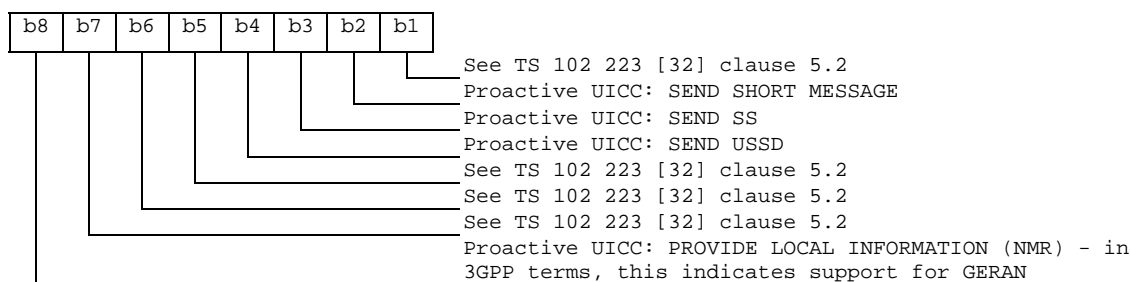 b8 b7 b6 b5 b4 b3 b2 b1
See TS 102 223 [32] clause 5.2
Proactive UICC: SEND SHORT MESSAGE
Proactive UICC: SEND SS
Proactive UICC: SEND USSD
See TS 102 223 [32] clause 5.2
See TS 102 223 [32] clause 5.2
See TS 102 223 [32] clause 5.2
Proactive UICC: PROVIDE LOCAL INFORMATION (NMR) - in
3GPP terms, this indicates support for GERAN